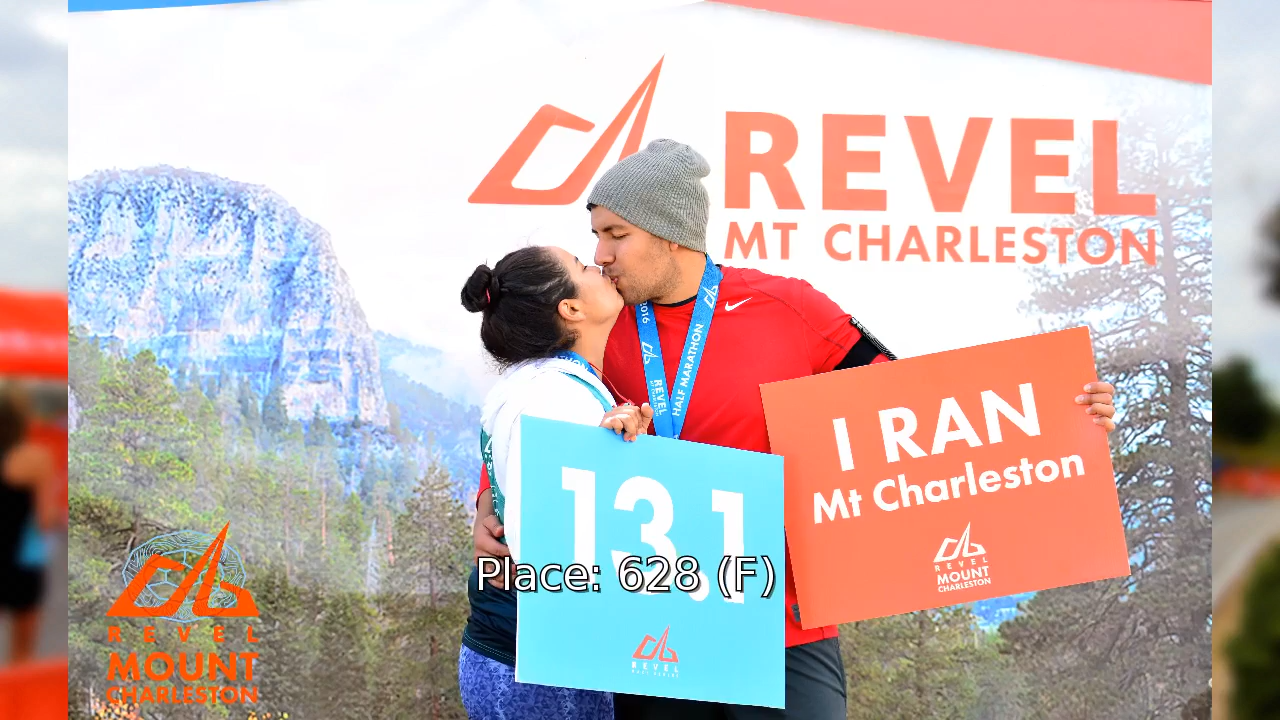 REVEL
MT CHARLESTON
2016
REVEL
HALF MARATHON
I RAN
Mt Charleston
REVEL
MOUNT
CHARLESTON
13.1
Place: 628 (F)
REVEL
REVEL
MOUNT
CHARLESTON